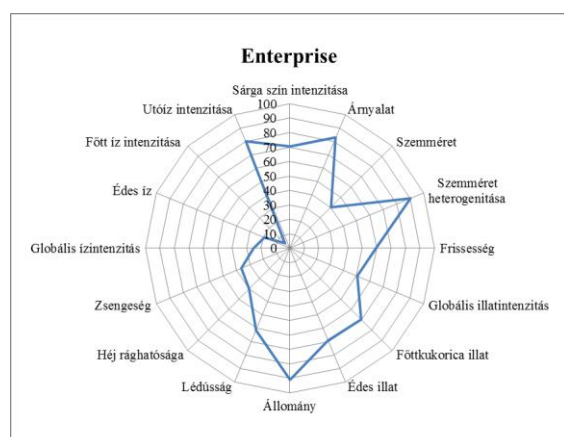 Enterprise
Sárga szín intenzitása
Árnyalat
Szemméret
Szemméret
heterogenitása
Frissesség
Globális illatintenzitás
Főttkukorica illat
Édes illat
Állomány
Lédússág
Héj rághatósága
Zsengeség
Globális ízintenzitás
Édes íz
Főtt íz intenzitása
Utóíz intenzitása
100
90
80
70
60
50
40
30
20
10
0